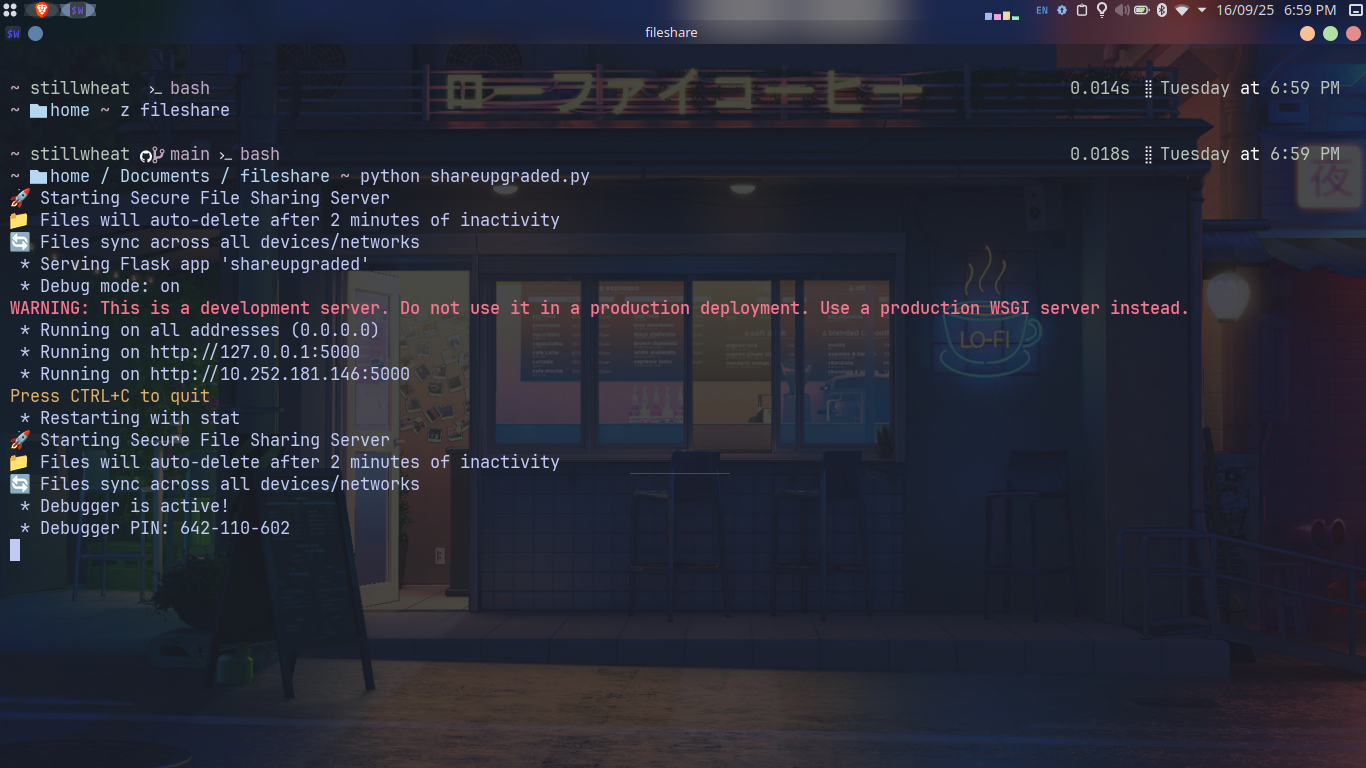 $W EN 16/09/25 6:59 PM
$W fileshare
~ stillwheat >_ bash 0.014s Tuesday at 6:59 PM
~ home ~ z fileshare
~ stillwheat main >_ bash 0.018s Tuesday at 6:59 PM
~ home / Documents / fileshare ~ python shareupgraded.py
🚀 Starting Secure File Sharing Server
📁 Files will auto-delete after 2 minutes of inactivity
🔄 Files sync across all devices/networks
* Serving Flask app 'shareupgraded'
* Debug mode: on
WARNING: This is a development server. Do not use it in a production deployment. Use a production WSGI server instead.
* Running on all addresses (0.0.0.0)
* Running on http://127.0.0.1:5000
* Running on http://10.252.181.146:5000
Press CTRL+C to quit
* Restarting with stat
🚀 Starting Secure File Sharing Server
📁 Files will auto-delete after 2 minutes of inactivity
🔄 Files sync across all devices/networks
* Debugger is active!
* Debugger PIN: 642-110-602
ローファイコーヒー
夜
LO-FI